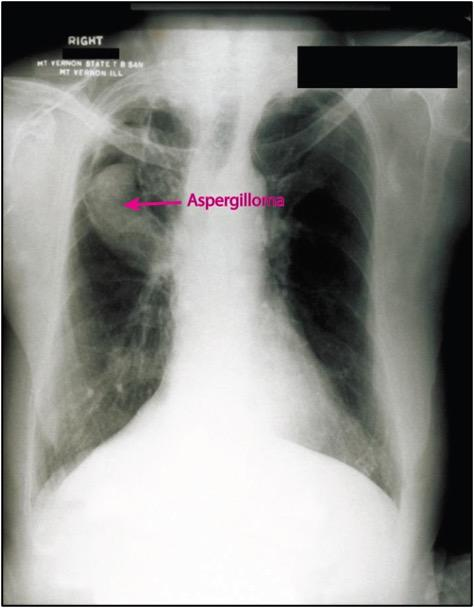 RIGHT
MT VERNON STATE T B SAN
MT VERNON ILL
Aspergilloma